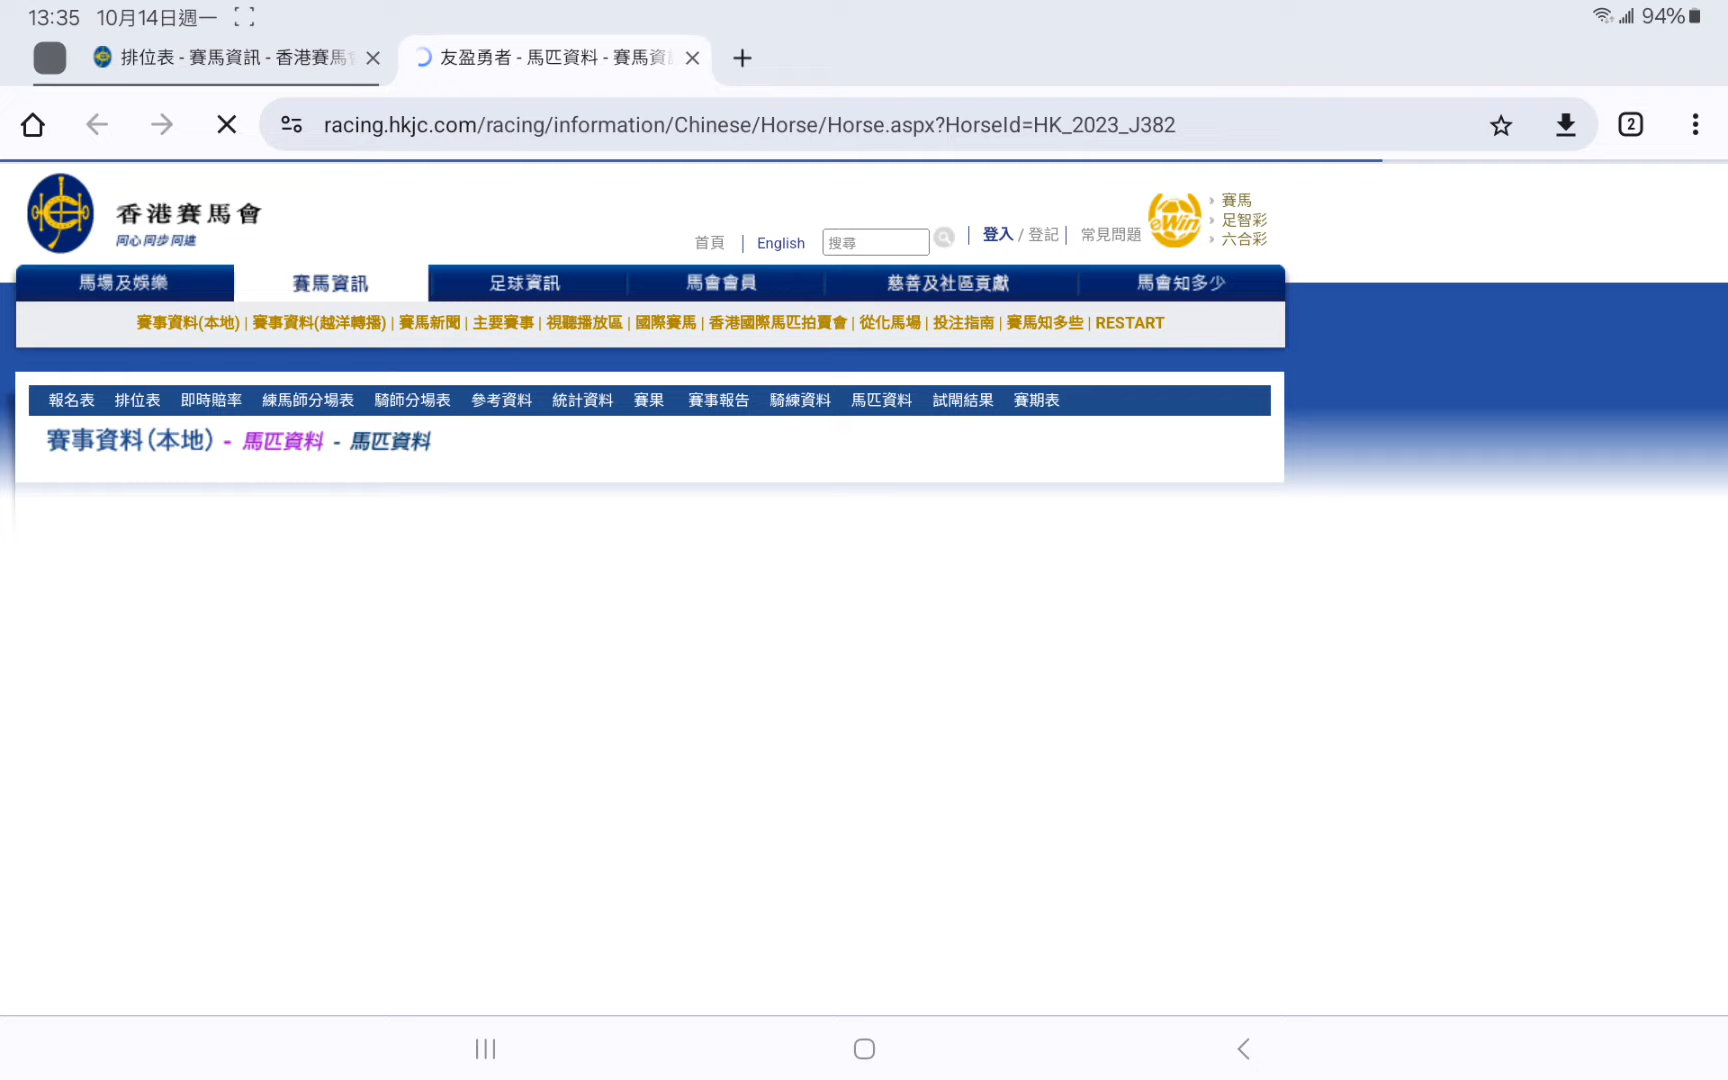 13:35 10月14日週一 94%
排位表 - 賽馬資訊 - 香港賽馬
友盈勇者 - 馬匹資料 - 賽馬資
racing.hkjc.com/racing/information/Chinese/Horse/Horse.aspx?HorseId=HK_2023_J382
2
香港賽馬會
同心同步同進
首頁 | English 搜尋 | 登入 / 登記 | 常見問題
eWin
賽馬
足智彩
六合彩
馬場及娛樂 賽馬資訊 足球資訊 馬會會員 慈善及社區貢獻 馬會知多少
賽事資料(本地) | 賽事資料(越洋轉播) | 賽馬新聞 | 主要賽事 | 視聽播放區 | 國際賽馬 | 香港國際馬匹拍賣會 | 從化馬場 | 投注指南 | 賽馬知多些 | RESTART
報名表 排位表 即時賠率 練馬師分場表 騎師分場表 參考資料 統計資料 賽果 賽事報告 騎練資料 馬匹資料 試閘結果 賽期表
賽事資料(本地) - 馬匹資料 - 馬匹資料